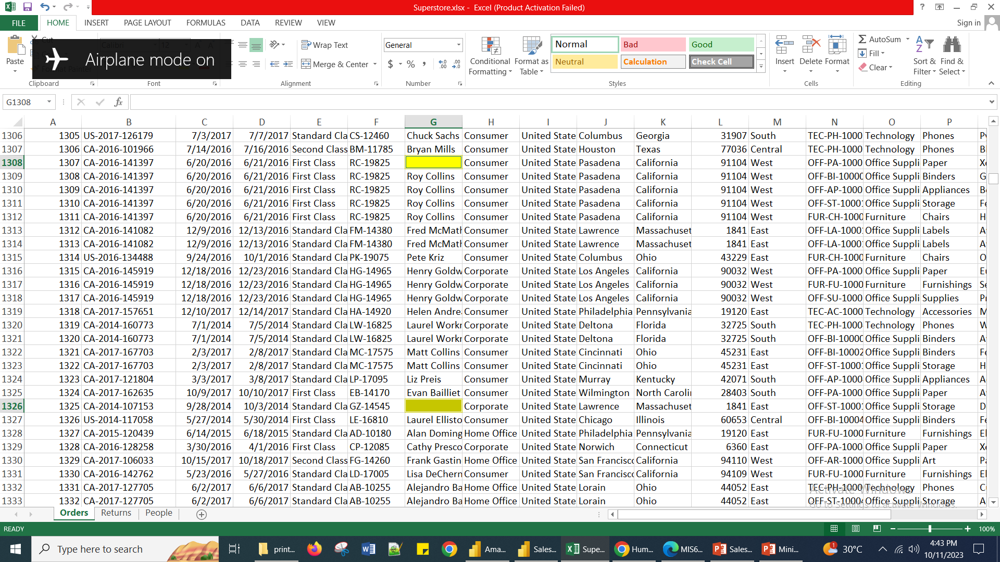 Superstore.xlsx - Excel (Product Activation Failed)
FILE HOME INSERT PAGE LAYOUT FORMULAS DATA REVIEW VIEW Sign in
Airplane mode on
Paste Cut
Calibri 12
Wrap Text
Merge & Center
General
$ % ,
Conditional Formatting
Format as Table
Normal Bad Good
Neutral Calculation Check Cell
Insert Delete Format
AutoSum
Fill
Clear
Sort & Filter
Find & Select
Clipboard Font Alignment Number Styles Cells Editing
G1308 fx
A B C D E F G H I J K L M N O P
1306 1305 US-2017-126179 7/3/2017 7/7/2017 Standard Cla CS-12460 Chuck Sachs Consumer United State Columbus Georgia 31907 South TEC-PH-1000 Technology Phones
1307 1306 CA-2016-101966 7/14/2016 7/16/2016 Second Class BM-11785 Bryan Mills Consumer United State Houston Texas 77036 Central TEC-PH-1000 Technology Phones
1308 1307 CA-2016-141397 6/20/2016 6/21/2016 First Class RC-19825 Consumer United State Pasadena California 91104 West OFF-PA-1000 Office Suppli Paper
1309 1308 CA-2016-141397 6/20/2016 6/21/2016 First Class RC-19825 Roy Collins Consumer United State Pasadena California 91104 West OFF-BI-1000 Office Suppli Binders
1310 1309 CA-2016-141397 6/20/2016 6/21/2016 First Class RC-19825 Roy Collins Consumer United State Pasadena California 91104 West OFF-AP-1000 Office Suppli Appliances
1311 1310 CA-2016-141397 6/20/2016 6/21/2016 First Class RC-19825 Roy Collins Consumer United State Pasadena California 91104 West OFF-ST-1000 Office Suppli Storage
1312 1311 CA-2016-141397 6/20/2016 6/21/2016 First Class RC-19825 Roy Collins Consumer United State Pasadena California 91104 West FUR-CH-1000 Furniture Chairs
1313 1312 CA-2016-141082 12/9/2016 12/13/2016 Standard Cla FM-14380 Fred McMath Consumer United State Lawrence Massachuset 1841 East OFF-LA-1000 Office Suppli Labels
1314 1313 CA-2016-141082 12/9/2016 12/13/2016 Standard Cla FM-14380 Fred McMath Consumer United State Lawrence Massachuset 1841 East OFF-LA-1000 Office Suppli Labels
1315 1314 US-2016-134488 9/24/2016 10/1/2016 Standard Cla PK-19075 Pete Kriz Consumer United State Columbus Ohio 43229 East FUR-CH-1000 Furniture Chairs
1316 1315 CA-2016-145919 12/18/2016 12/23/2016 Standard Cla HG-14965 Henry Goldw Corporate United State Los Angeles California 90032 West OFF-PA-1000 Office Suppli Paper
1317 1316 CA-2016-145919 12/18/2016 12/23/2016 Standard Cla HG-14965 Henry Goldw Corporate United State Los Angeles California 90032 West FUR-FU-1000 Furniture Furnishings
1318 1317 CA-2016-145919 12/18/2016 12/23/2016 Standard Cla HG-14965 Henry Goldw Corporate United State Los Angeles California 90032 West OFF-SU-1000 Office Suppli Supplies
1319 1318 CA-2017-157651 12/10/2017 12/14/2017 Standard Cla HA-14920 Helen Andre Consumer United State Philadelphia Pennsylvania 19120 East TEC-AC-1000 Technology Accessories
1320 1319 CA-2014-160773 7/1/2014 7/5/2014 Standard Cla LW-16825 Laurel Workr Corporate United State Deltona Florida 32725 South TEC-PH-1000 Technology Phones
1321 1320 CA-2014-160773 7/1/2014 7/5/2014 Standard Cla LW-16825 Laurel Workr Corporate United State Deltona Florida 32725 South OFF-BI-1000 Office Suppli Binders
1322 1321 CA-2017-167703 2/3/2017 2/8/2017 Standard Cla MC-17575 Matt Collins Consumer United State Cincinnati Ohio 45231 East OFF-BI-10002 Office Suppli Binders
1323 1322 CA-2017-167703 2/3/2017 2/8/2017 Standard Cla MC-17575 Matt Collins Consumer United State Cincinnati Ohio 45231 East OFF-ST-1000 Office Suppli Storage
1324 1323 CA-2017-121804 3/3/2017 3/8/2017 Standard Cla LP-17095 Liz Preis Consumer United State Murray Kentucky 42071 South OFF-AP-1000 Office Suppli Appliances
1325 1324 CA-2017-162635 10/9/2017 10/10/2017 First Class EB-14170 Evan Bailliet Consumer United State Wilmington North Caroli 28403 South OFF-PA-1000 Office Suppli Paper
1326 1325 CA-2014-107153 9/28/2014 10/3/2014 Standard Cla GZ-14545 Corporate United State Lawrence Massachuset 1841 East OFF-ST-1000 Office Suppli Storage
1327 1326 US-2014-117058 5/27/2014 5/30/2014 First Class LE-16810 Laurel Ellisto Consumer United State Chicago Illinois 60653 Central OFF-BI-10004 Office Suppli Binders
1328 1327 CA-2015-120439 6/14/2015 6/18/2015 Standard Cla AD-10180 Alan Doming Home Office United State Philadelphia Pennsylvania 19120 East FUR-FU-1000 Furniture Furnishings
1329 1328 CA-2016-128258 3/30/2016 4/1/2016 First Class CP-12085 Cathy Presco Corporate United State Norwich Connecticut 6360 East OFF-PA-1000 Office Suppli Paper
1330 1329 CA-2017-106033 10/15/2017 10/18/2017 Second Class FG-14260 Frank Gastin Home Office United State San Francisco California 94110 West OFF-AR-1000 Office Suppli Art
1331 1330 CA-2016-142762 5/23/2016 5/27/2016 Standard Cla LD-17005 Lisa DeChern Consumer United State San Francisco California 94109 West FUR-FU-1000 Furniture Furnishings
1332 1331 CA-2017-127705 6/2/2017 6/6/2017 Standard Cla AB-10255 Alejandro Ba Home Office United State Lorain Ohio 44052 East TEC-PH-1000 Technology Phones
1333 1332 CA-2017-127705 6/2/2017 6/6/2017 Standard Cla AB-10255 Alejandro Ba Home Office United State Lorain Ohio 44052 East OFF-ST-10004 Office Suppli Storage
Activate Windows
Go to Settings to activate Windows.
Orders Returns People
READY 100%
Type here to search print... Ama... Sales... Supe... Hum... MIS6... Sales... Mini... 1 30°C 4:43 PM
10/11/2023